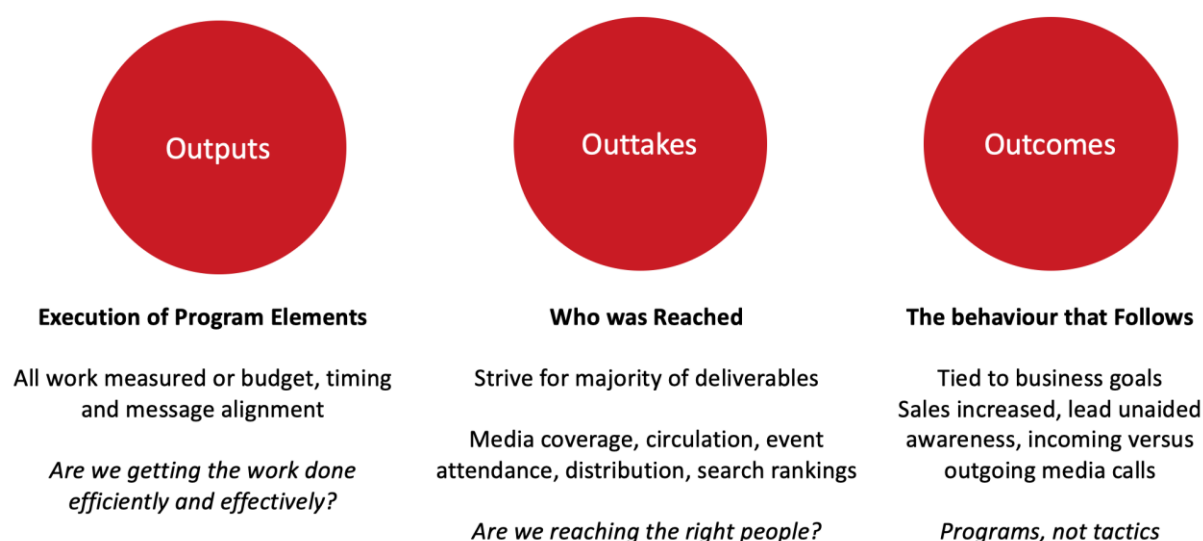 Outputs
Execution of Program Elements
All work measured or budget, timing
and message alignment
Are we getting the work done
efficiently and effectively?
Outtakes
Who was Reached
Strive for majority of deliverables
Media coverage, circulation, event
attendance, distribution, search rankings
Are we reaching the right people?
Outcomes
The behaviour that Follows
Tied to business goals
Sales increased, lead unaided
awareness, incoming versus
outgoing media calls
Programs, not tactics